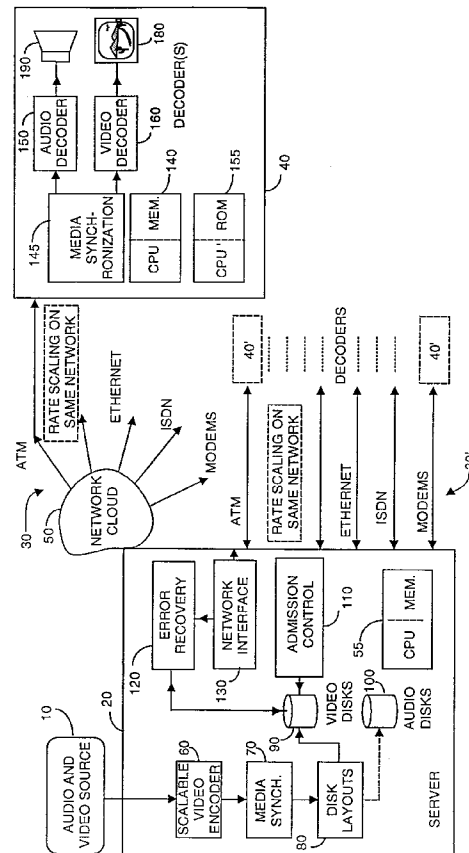 10
AUDIO AND
VIDEO SOURCE
20
SCALABLE
VIDEO
ENCODER
60
MEDIA
SYNCH.
70
DISK
LAYOUTS
80
SERVER
120
ERROR
RECOVERY
NETWORK
INTERFACE
130
90
VIDEO
DISKS
ADMISSION
CONTROL
110
100
AUDIO
DISKS
55
CPU
MEM.
30
50
NETWORK
CLOUD
ATM
RATE SCALING ON
SAME NETWORK
ETHERNET
ISDN
MODEMS
ATM
RATE SCALING ON
SAME NETWORK
ETHERNET
ISDN
MODEMS
40'
DECODERS
40'
145
MEDIA
SYNCH-
RONIZATION
150
AUDIO
DECODER
190
VIDEO
DECODER
160
180
DECODER(S)
CPU
MEM.
140
CPU'
ROM
155
40